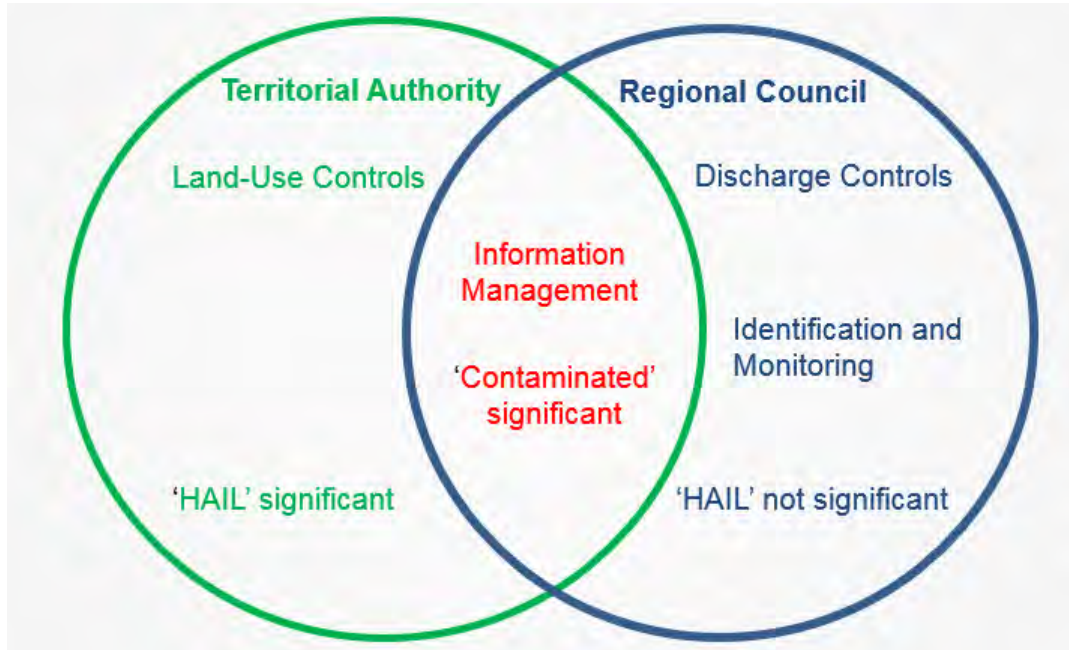 Territorial Authority
Regional Council
Land-Use Controls
Discharge Controls
Information
Management
Identification and
Monitoring
‘Contaminated’
significant
‘HAIL’ significant
‘HAIL’ not significant